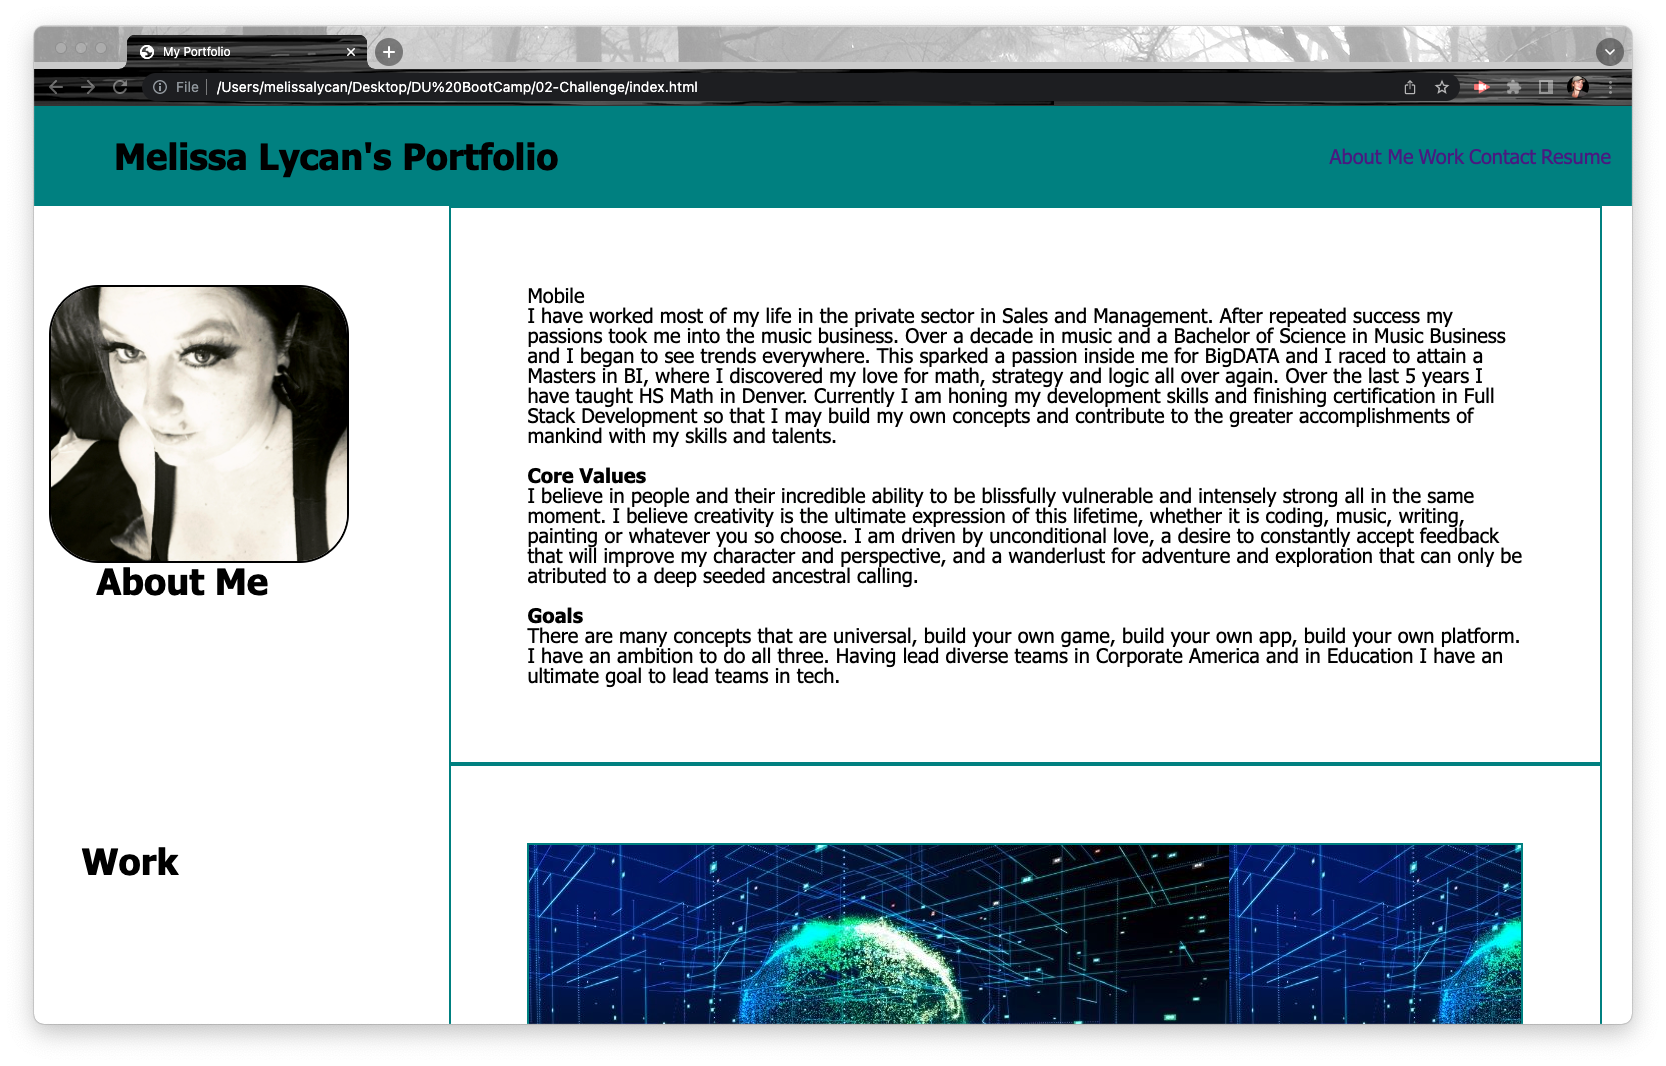 My Portfolio
File
/Users/melissalycan/Desktop/DU%20BootCamp/02-Challenge/index.html
Melissa Lycan's Portfolio
About Me Work Contact Resume
Mobile
I have worked most of my life in the private sector in Sales and Management. After repeated success my
passions took me into the music business. Over a decade in music and a Bachelor of Science in Music Business
and I began to see trends everywhere. This sparked a passion inside me for BigDATA and I raced to attain a
Masters in BI, where I discovered my love for math, strategy and logic all over again. Over the last 5 years I
have taught HS Math in Denver. Currently I am honing my development skills and finishing certification in Full
Stack Development so that I may build my own concepts and contribute to the greater accomplishments of
mankind with my skills and talents.
About Me
Core Values
I believe in people and their incredible ability to be blissfully vulnerable and intensely strong all in the same
moment. I believe creativity is the ultimate expression of this lifetime, whether it is coding, music, writing,
painting or whatever you so choose. I am driven by unconditional love, a desire to constantly accept feedback
that will improve my character and perspective, and a wanderlust for adventure and exploration that can only be
atributed to a deep seeded ancestral calling.
Goals
There are many concepts that are universal, build your own game, build your own app, build your own platform.
I have an ambition to do all three. Having lead diverse teams in Corporate America and in Education I have an
ultimate goal to lead teams in tech.
Work